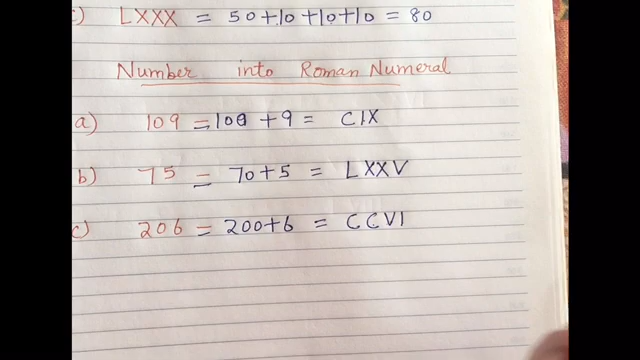 c) LXXX = 50+10+10+10 = 80
Number into Roman Numeral
a) 109 = 100 + 9 = CIX
b) 75 = 70+5 = LXXV
c) 206 = 200+6 = CCVI